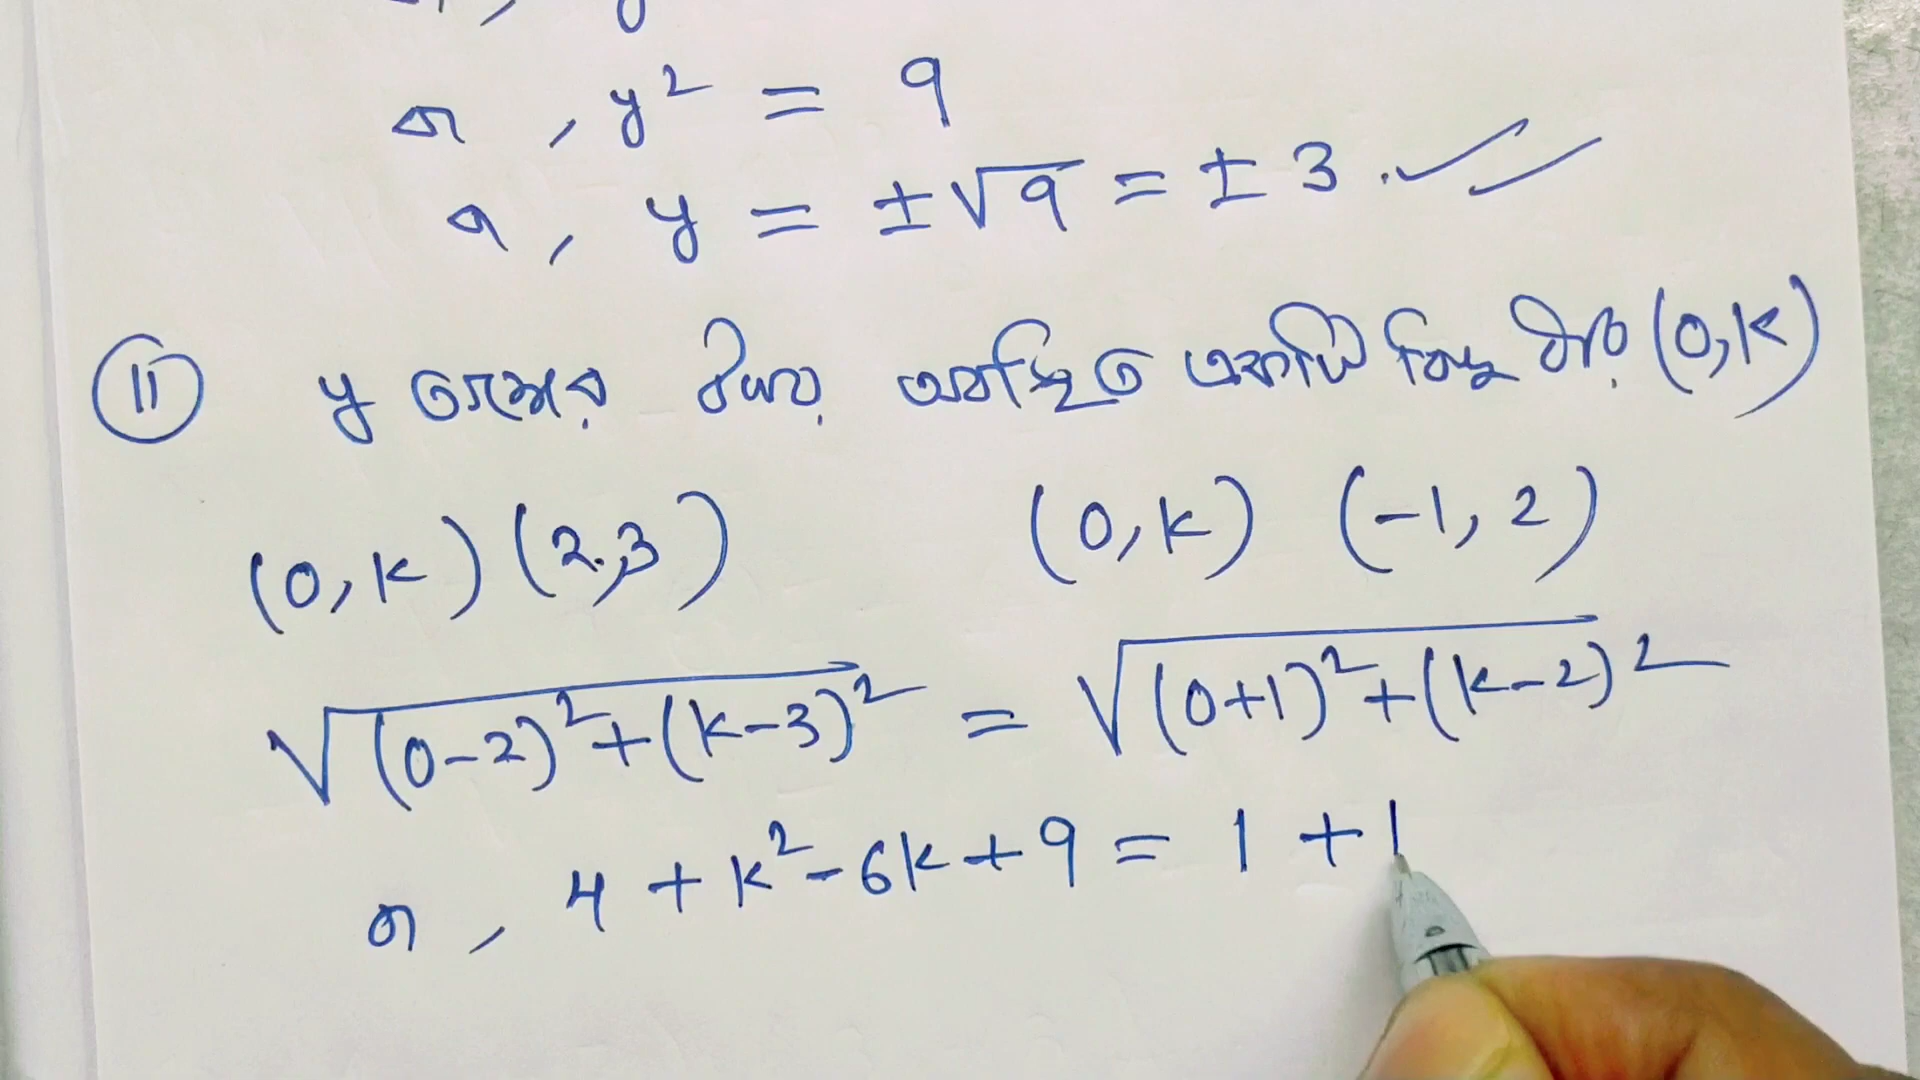 বা, y² = 9
বা, y = ±√9 = ±3.
(11) y অক্ষের উপর অবস্থিত একটি বিন্দু ধরি (0,k)
(0,k) (2,3) (0,k) (-1,2)
√(0-2)²+(k-3)² = √(0+1)²+(k-2)²
বা, 4+k²-6k+9 = 1+